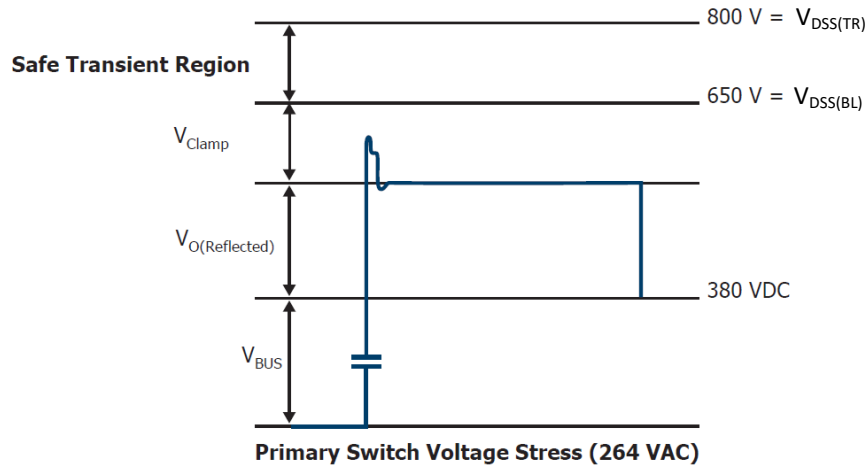 800 V = VDSS(TR)
Safe Transient Region
650 V = VDSS(BL)
VClamp
VO(Reflected)
380 VDC
VBUS
Primary Switch Voltage Stress (264 VAC)